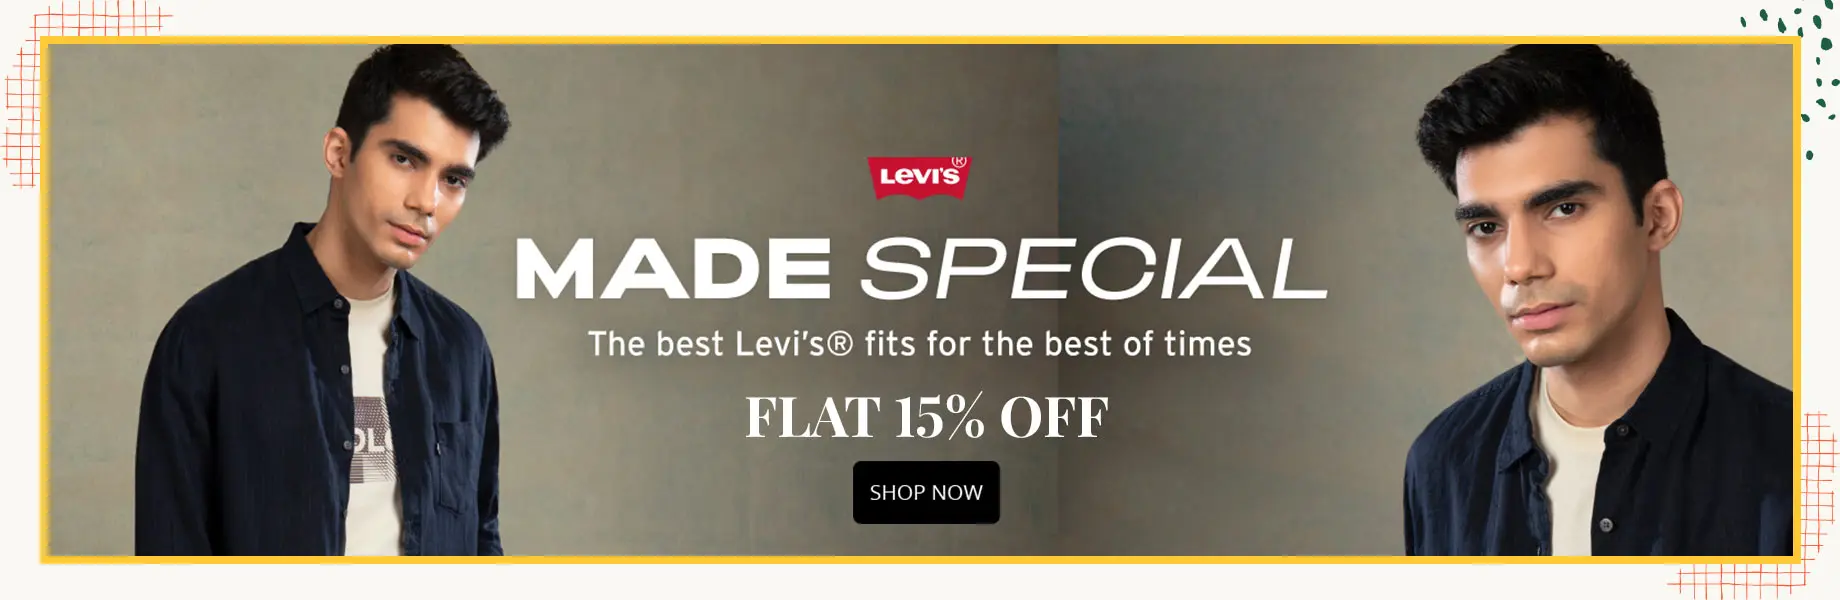 LEVI'S®
MADE SPECIAL
The best Levi's® fits for the best of times
FLAT 15% OFF
SHOP NOW